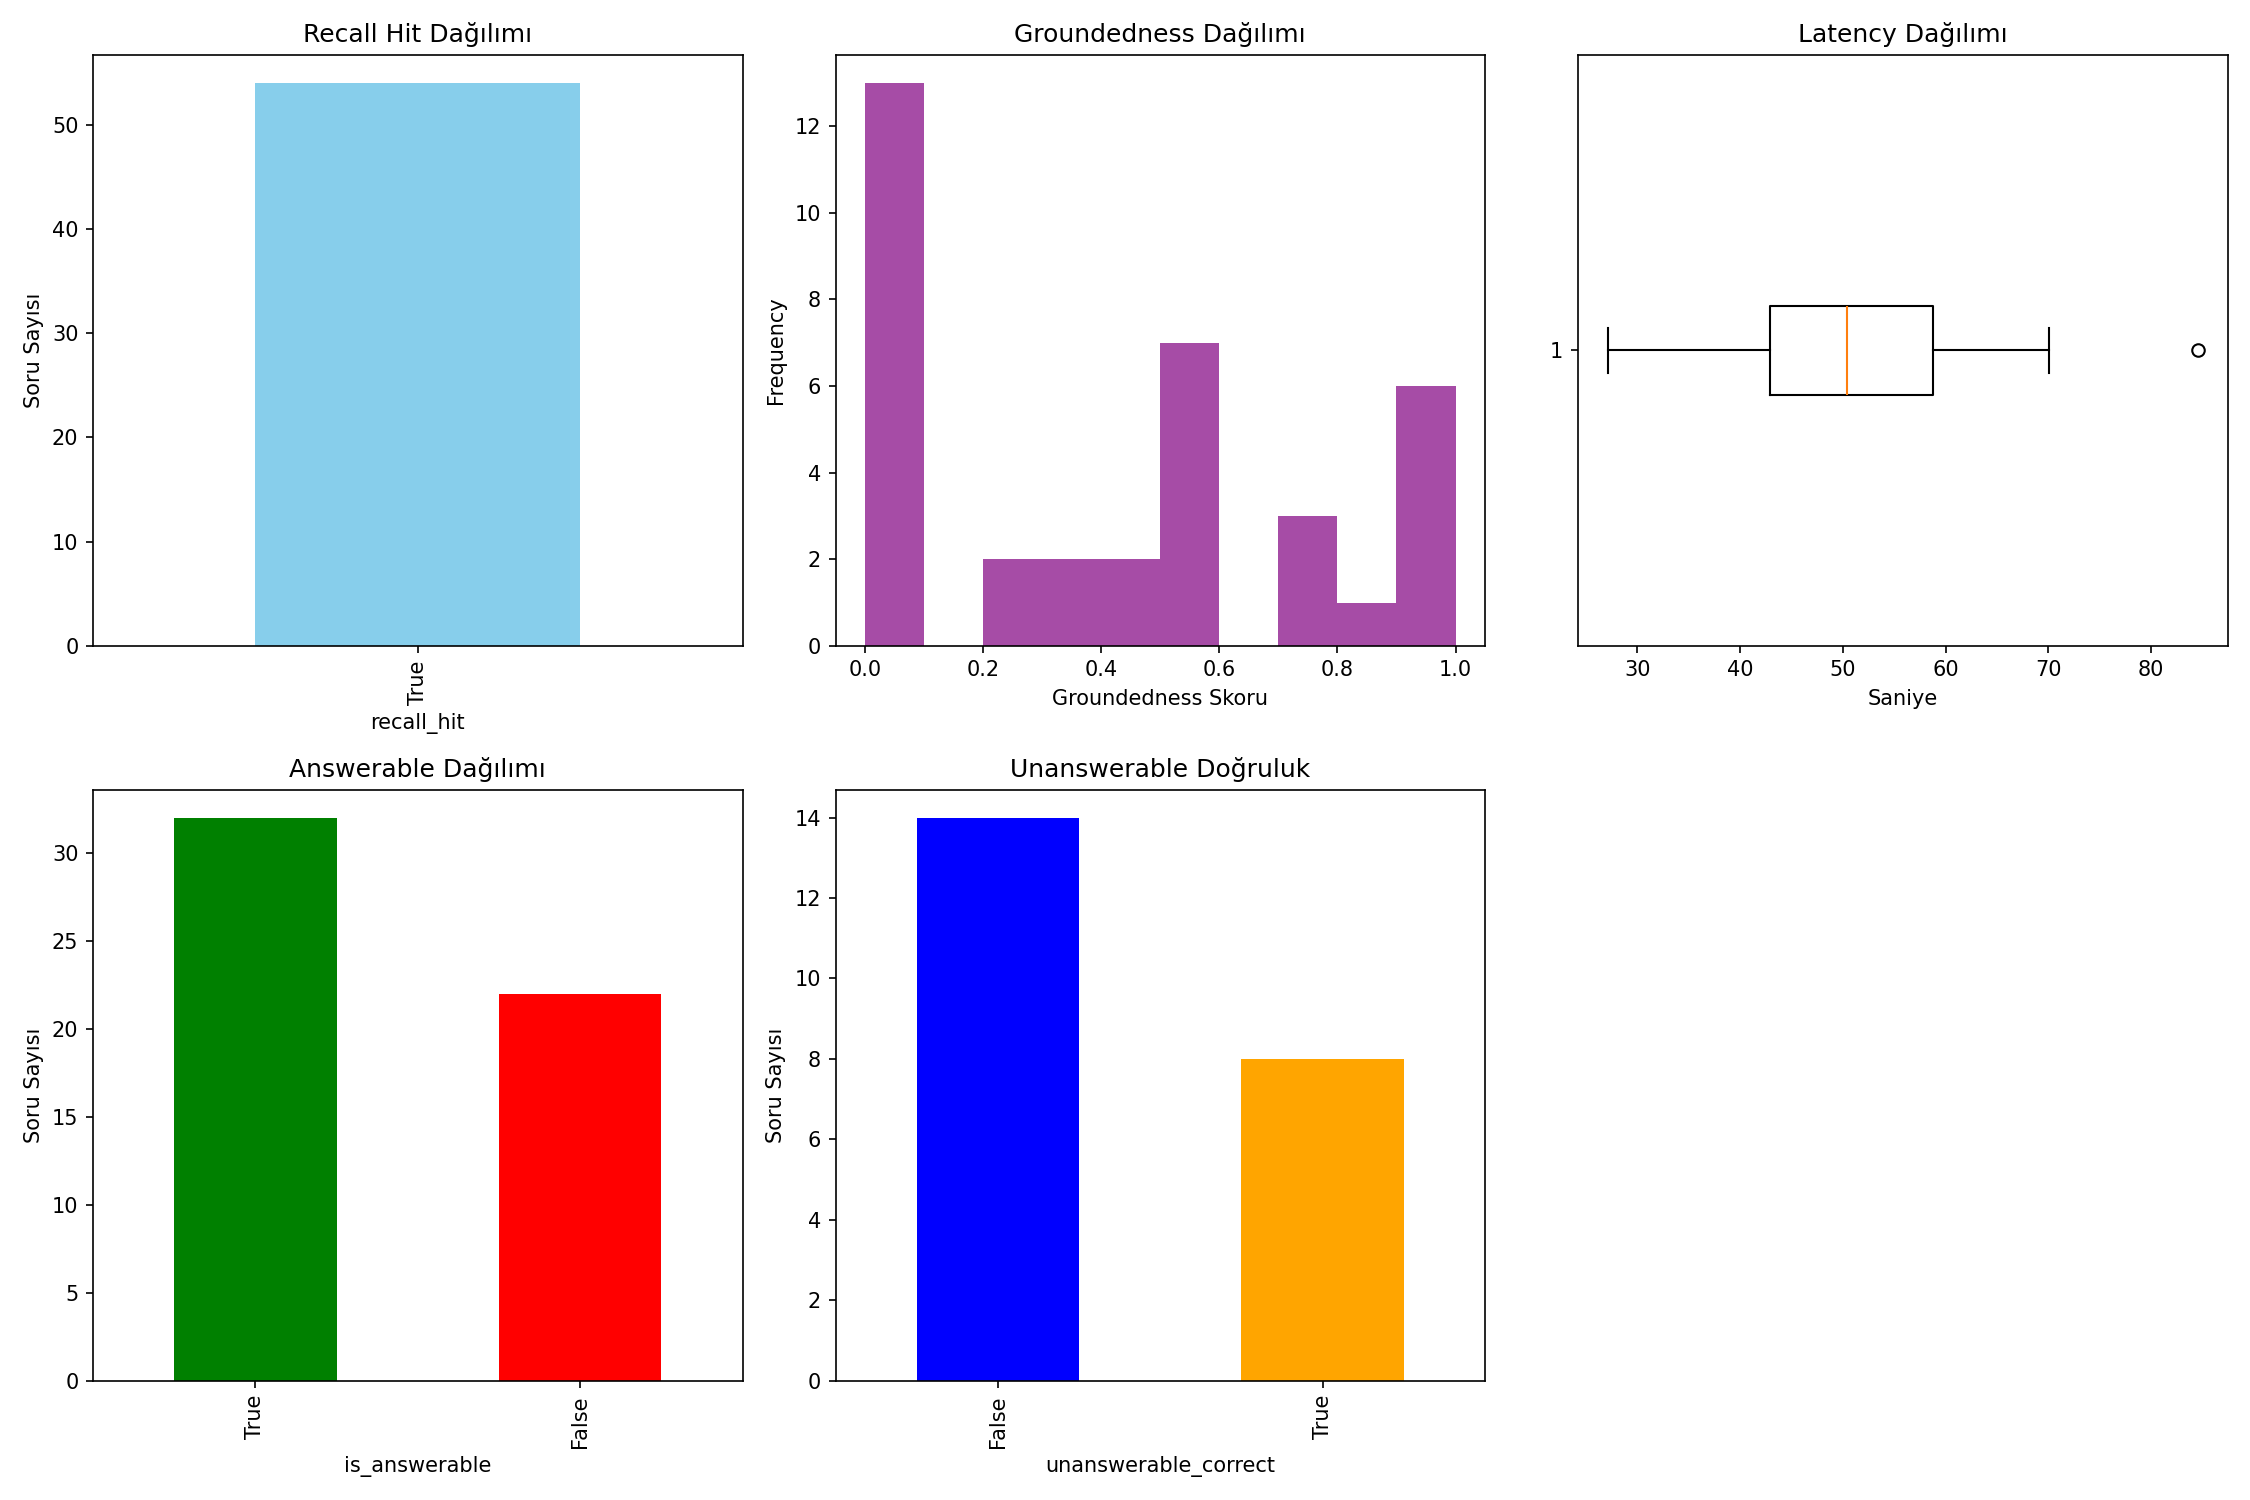 Recall Hit Dağılımı
Soru Sayısı
50
40
30
20
10
0
True
recall_hit
Groundedness Dağılımı
Frequency
12
10
8
6
4
2
0
0.0 0.2 0.4 0.6 0.8 1.0
Groundedness Skoru
Latency Dağılımı
1
30 40 50 60 70 80
Saniye
Answerable Dağılımı
Soru Sayısı
30
25
20
15
10
5
0
True False
is_answerable
Unanswerable Doğruluk
Soru Sayısı
14
12
10
8
6
4
2
0
False True
unanswerable_correct